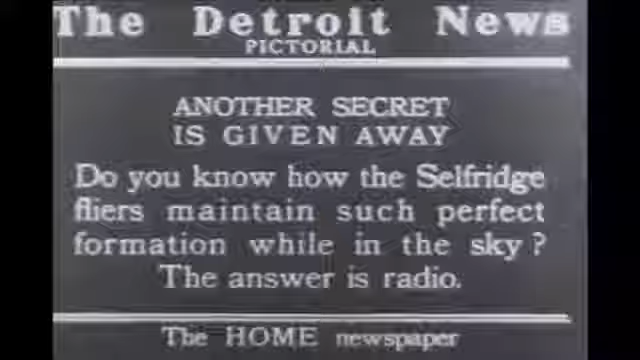 The Detroit News
PICTORIAL
ANOTHER SECRET
IS GIVEN AWAY
Do you know how the Selfridge
fliers maintain such perfect
formation while in the sky?
The answer is radio.
The HOME newspaper